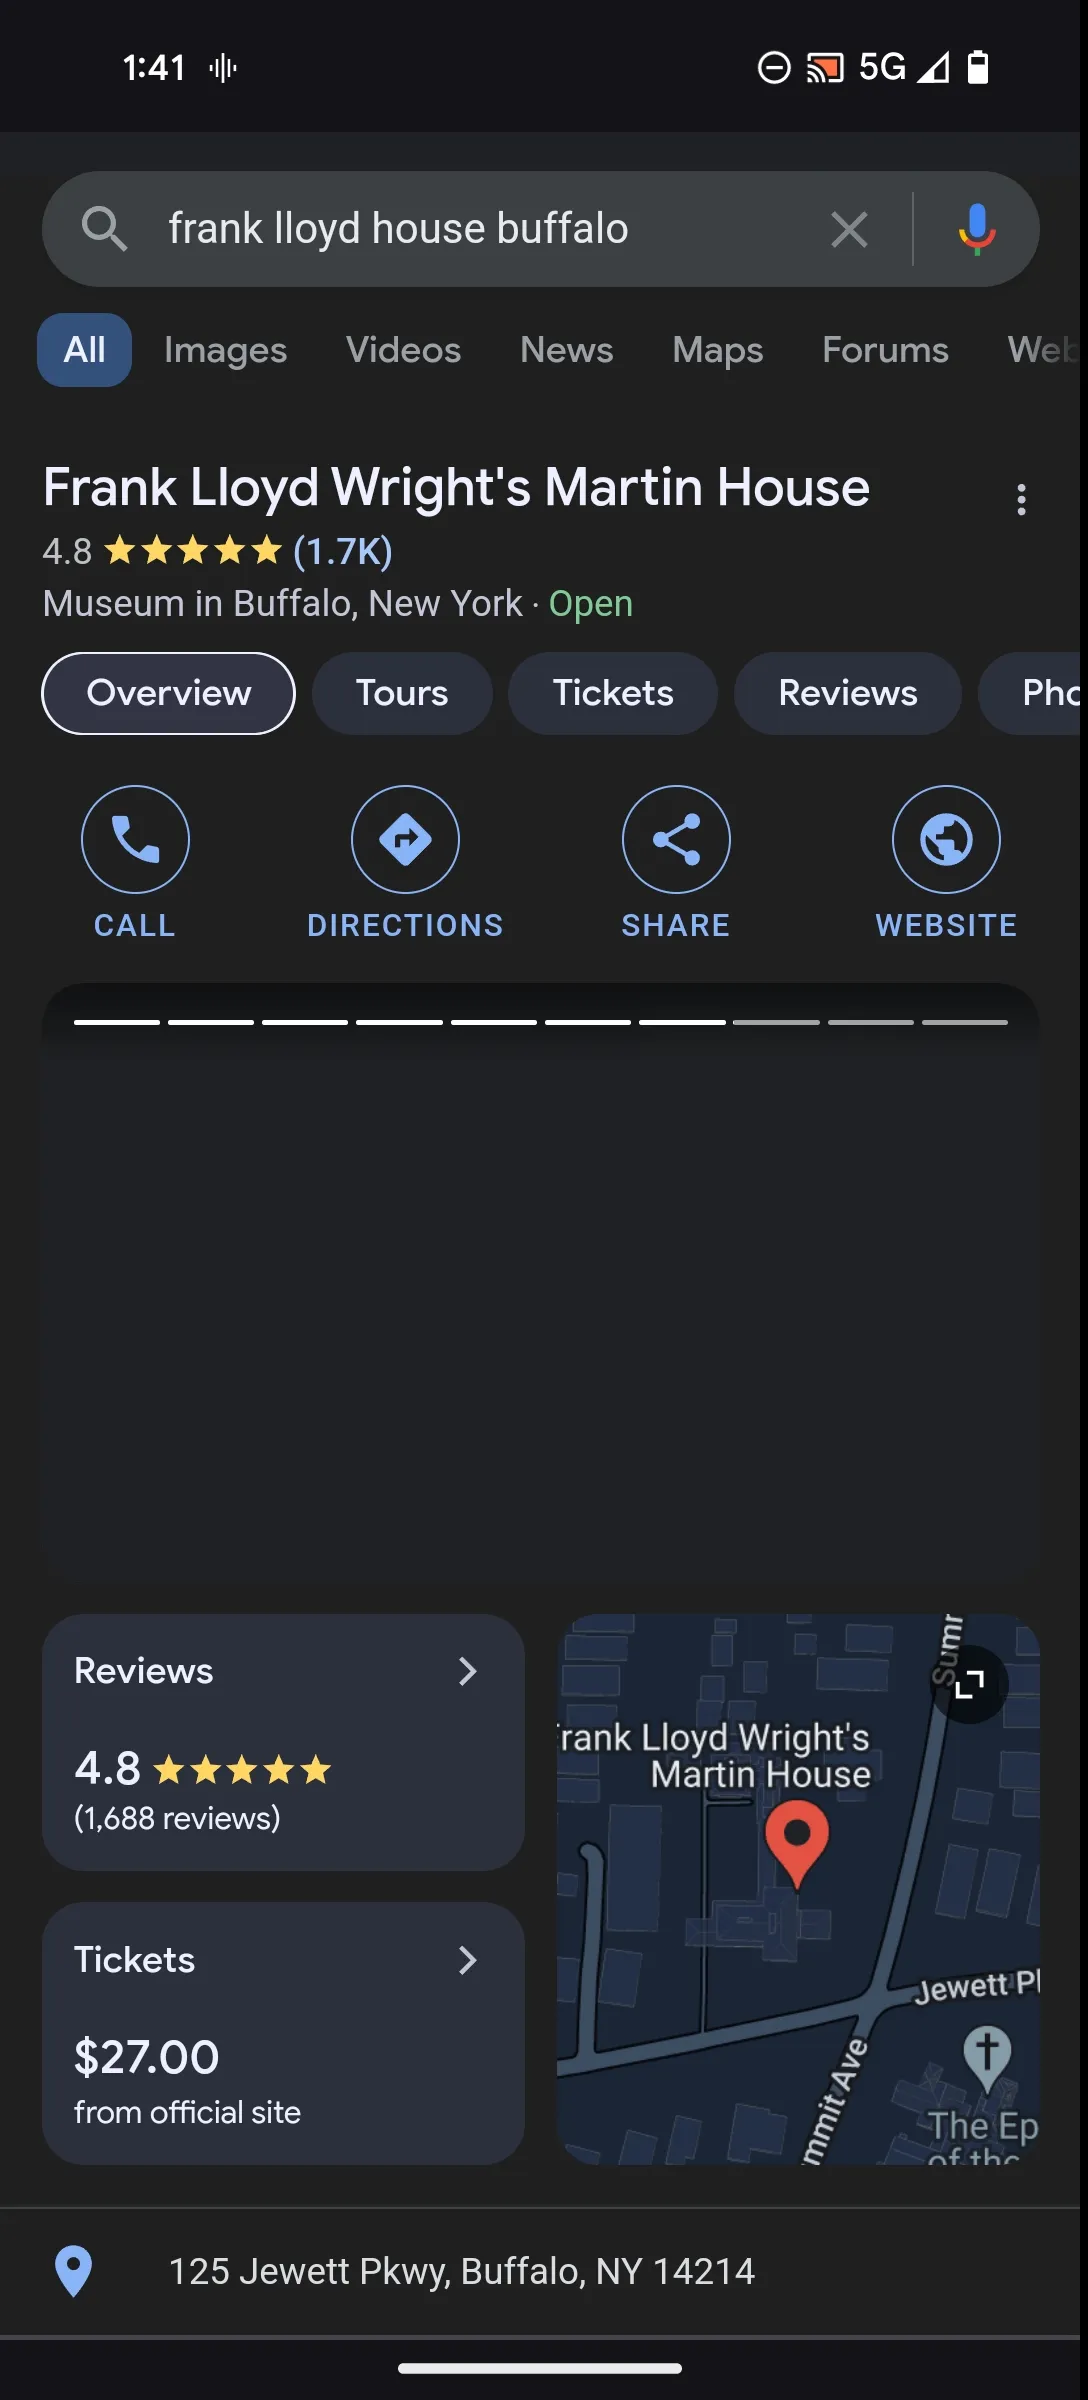 1:41
5G
frank lloyd house buffalo
All Images Videos News Maps Forums Web
Frank Lloyd Wright's Martin House
4.8 (1.7K)
Museum in Buffalo, New York · Open
Overview Tours Tickets Reviews Pho
CALL DIRECTIONS SHARE WEBSITE
Reviews
4.8
(1,688 reviews)
Tickets
$27.00
from official site
Frank Lloyd Wright's
Martin House
Jewett
mmit Ave
The Ep
of the
125 Jewett Pkwy, Buffalo, NY 14214